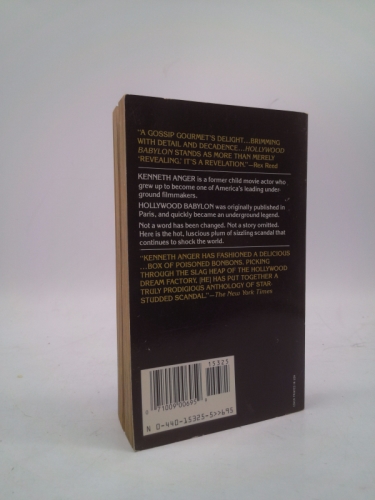 "A GOSSIP GOURMET'S DELIGHT...BRIMMING
WITH DETAIL AND DECADENCE...HOLLYWOOD
BABYLON STANDS AS MORE THAN MERELY
'REVEALING.' IT'S A REVELATION."—Rex Reed
KENNETH ANGER is a former child movie actor who
grew up to become one of America's leading under-
ground filmmakers.
HOLLYWOOD BABYLON was originally published in
Paris, and quickly became an underground legend.
Not a word has been changed. Not a story omitted.
Here is the hot, luscious plum of sizzling scandal that
continues to shock the world.
"KENNETH ANGER HAS FASHIONED A DELICIOUS
...BOX OF POISONED BONBONS. PICKING
THROUGH THE SLAG HEAP OF THE HOLLYWOOD
DREAM FACTORY, [HE] HAS PUT TOGETHER A
TRULY PRODIGIOUS ANTHOLOGY OF STAR-
STUDDED SCANDAL."—The New York Times
15325
71009 00695
N 0-440-15325-5>>695